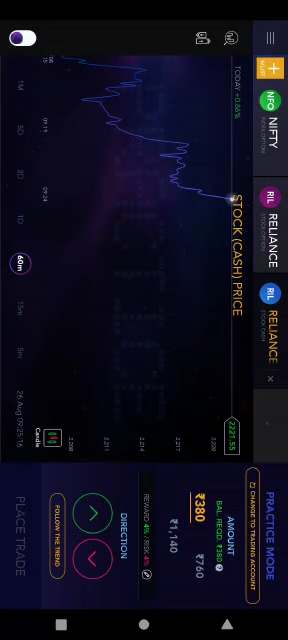 WALLET
NFO
NIFTY
INDEX OPTION
RIL
RELIANCE
STOCK OPTION
RIL
RELIANCE
STOCK CASH
TODAY +0.66%
STOCK (CASH) PRICE
2221.55
2,220
2,217
2,214
2,211
2,208
09:19
09:24
1M
5D
2D
1D
60m
15m
5m
26 Aug 09:25:16
Candle
PRACTICE MODE
CHANGE TO TRADING ACCOUNT
AMOUNT
BAL. REQD. ₹380
₹380
₹760
₹1,140
REWARD 4% / RISK 4%
DIRECTION
FOLLOW THE TREND
PLACE TRADE